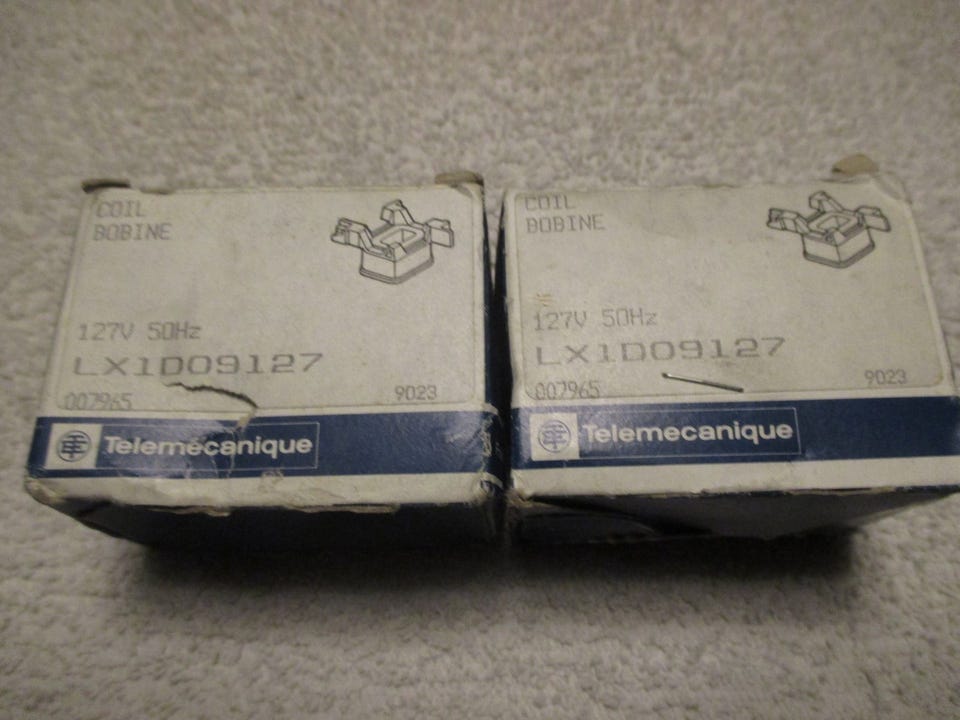 COIL
BOBINE
127V 50Hz
LX1D09127
007965
9023
Telemecanique
COIL
BOBINE
127V 50Hz
LX1D09127
007965
9023
Telemecanique